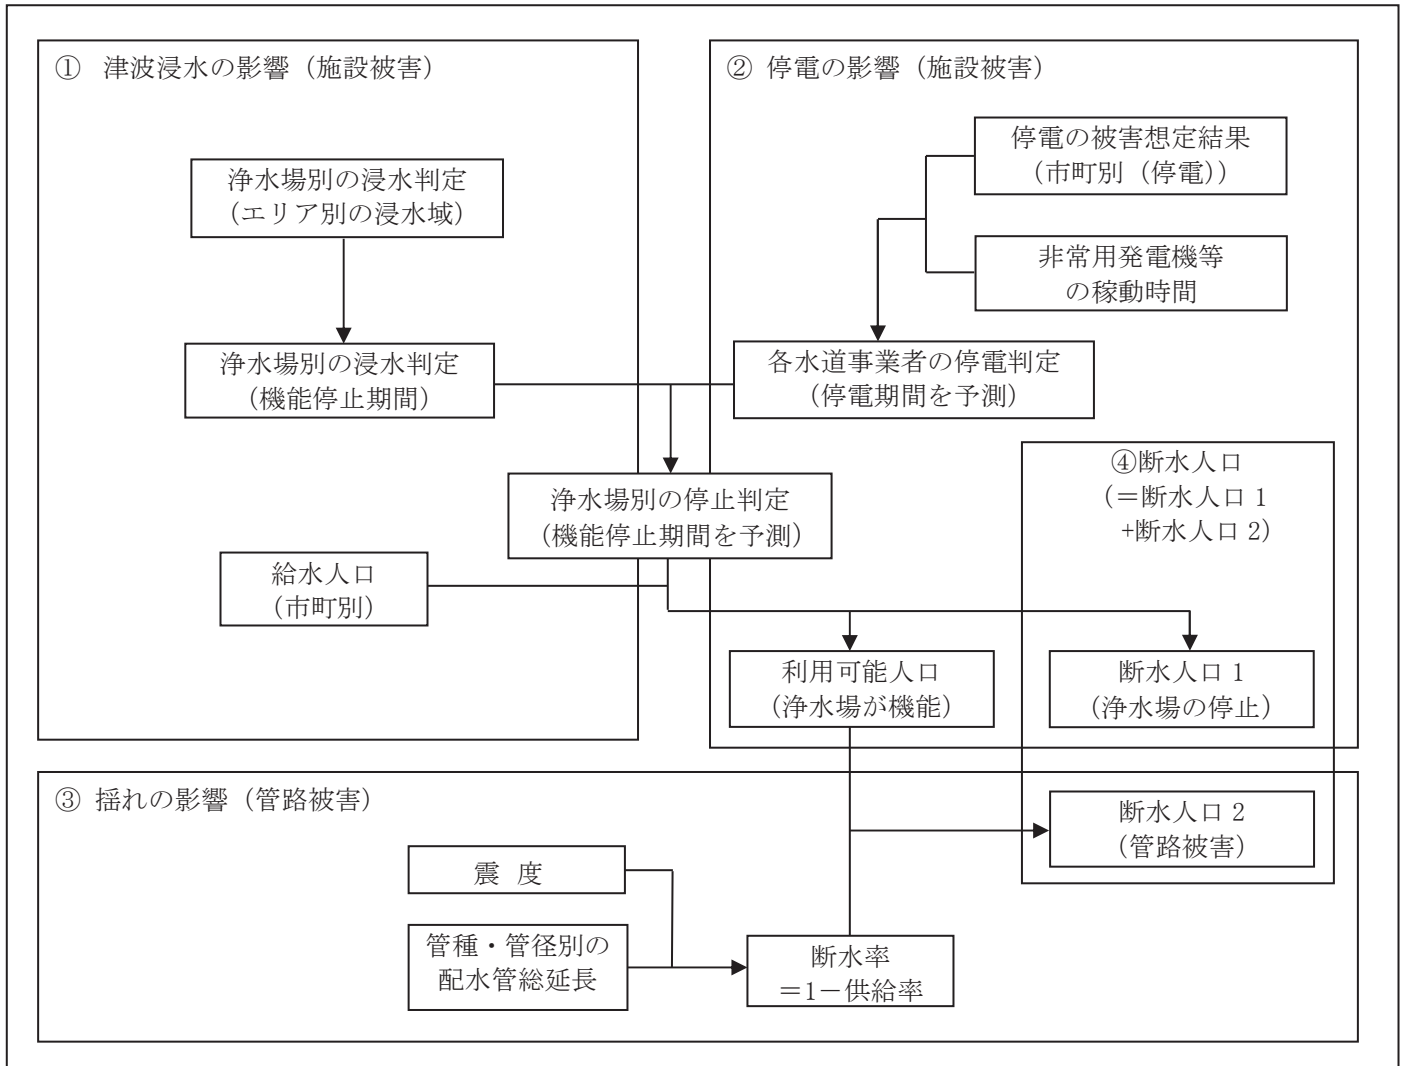 ① 津波浸水の影響（施設被害）
浄水場別の浸水判定
（エリア別の浸水域）
浄水場別の浸水判定
（機能停止期間）
② 停電の影響（施設被害）
停電の被害想定結果
（市町別（停電））
非常用発電機等
の稼動時間
各水道事業者の停電判定
（停電期間を予測）
浄水場別の停止判定
（機能停止期間を予測）
給水人口
（市町別）
④断水人口
（＝断水人口 1
+断水人口 2）
利用可能人口
（浄水場が機能）
断水人口 1
（浄水場の停止）
③ 揺れの影響（管路被害）
断水人口 2
（管路被害）
震 度
管種・管径別の
配水管総延長
断水率
＝1－供給率